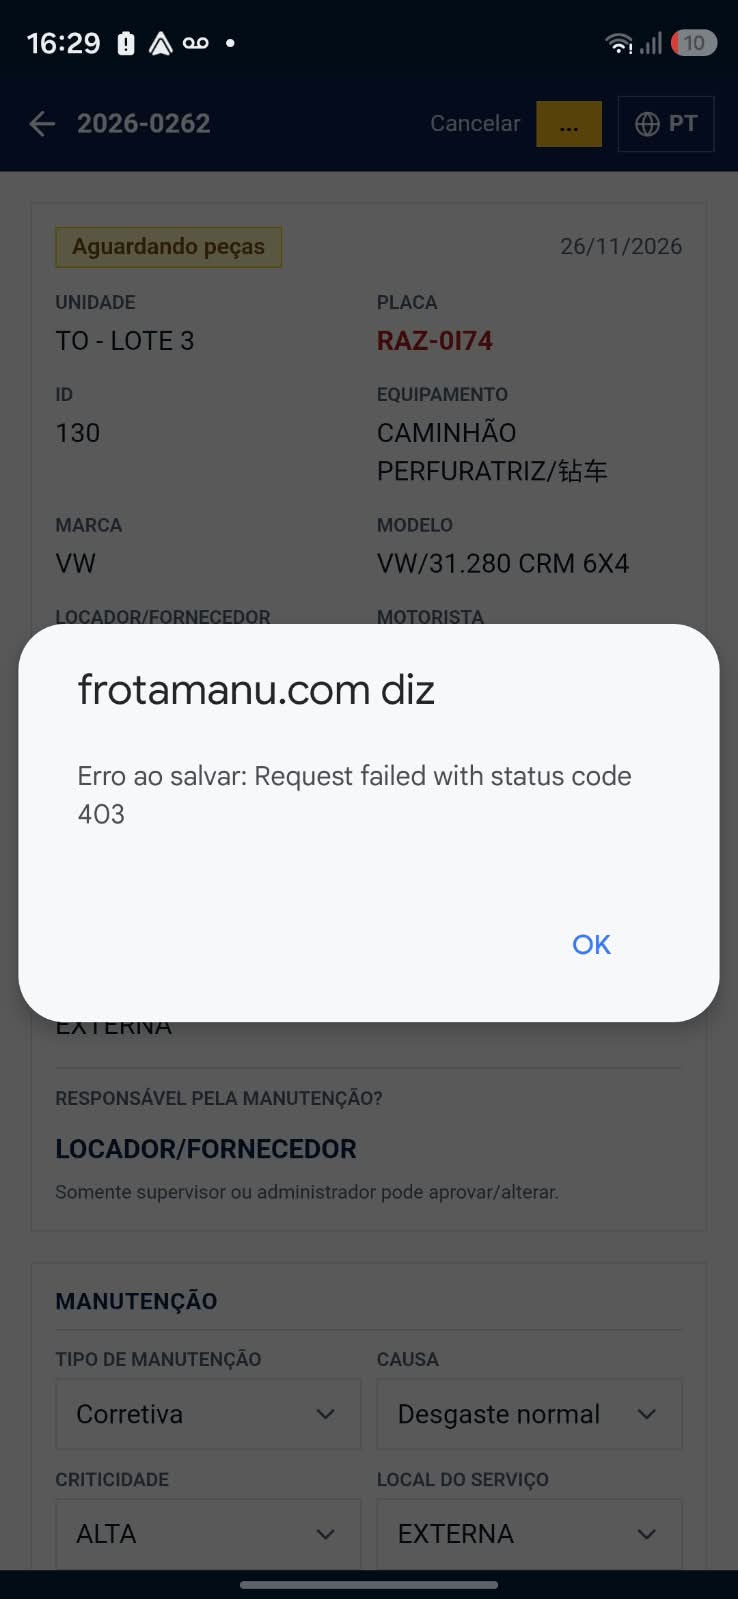 16:29
10
2026-0262
Cancelar
...
PT
Aguardando peças
26/11/2026
UNIDADE
PLACA
TO - LOTE 3
RAZ-0I74
ID
EQUIPAMENTO
130
CAMINHÃO
PERFURATRIZ/钻车
MARCA
MODELO
VW
VW/31.280 CRM 6X4
LOCADOR/FORNECEDOR
MOTORISTA
frotamanu.com diz
Erro ao salvar: Request failed with status code
403
OK
EXTERNA
RESPONSÁVEL PELA MANUTENÇÃO?
LOCADOR/FORNECEDOR
Somente supervisor ou administrador pode aprovar/alterar.
MANUTENÇÃO
TIPO DE MANUTENÇÃO
CAUSA
Corretiva
Desgaste normal
CRITICIDADE
LOCAL DO SERVIÇO
ALTA
EXTERNA